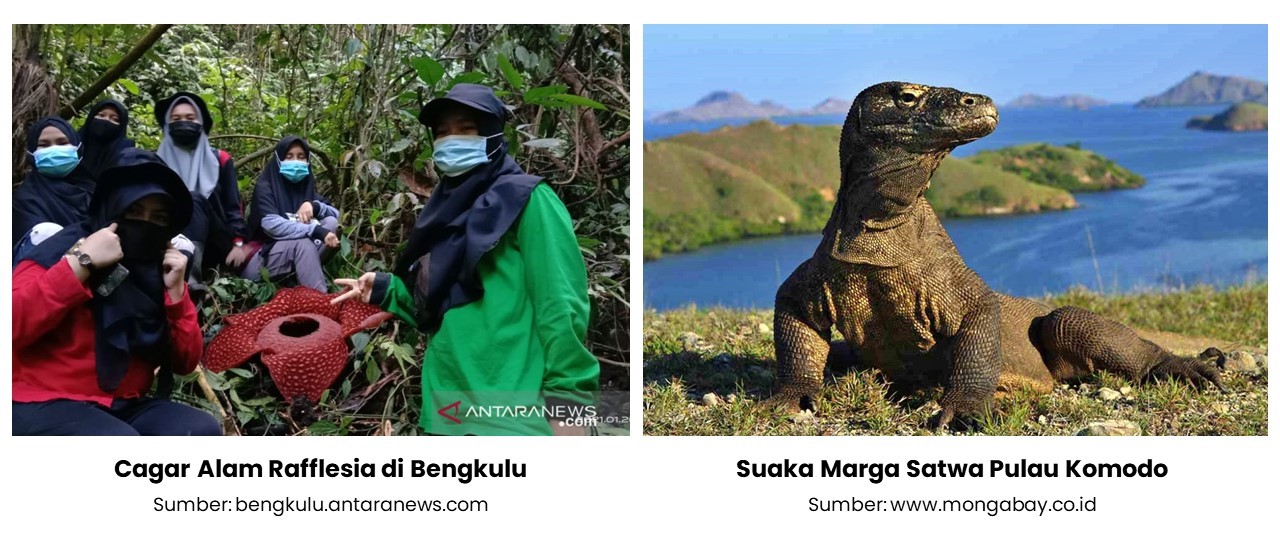 ANTARANEWS
.com
Cagar Alam Rafflesia di Bengkulu
Sumber: bengkulu.antaranews.com
Suaka Marga Satwa Pulau Komodo
Sumber: www.mongabay.co.id